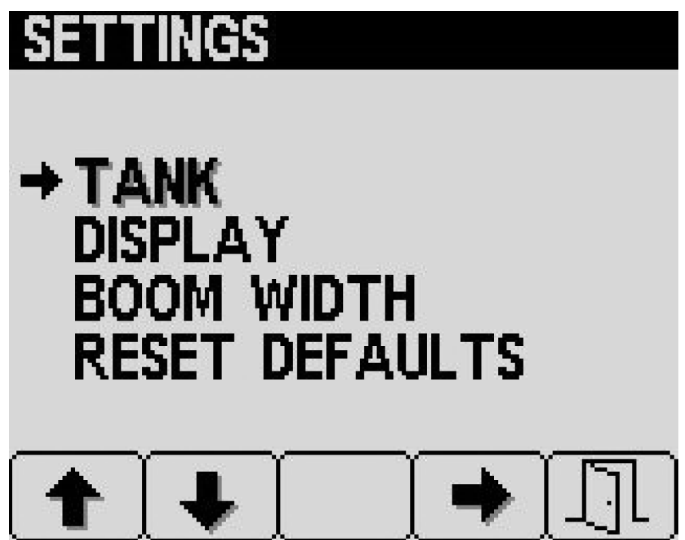 SETTINGS
TANK
DISPLAY
BOOM WIDTH
RESET DEFAULTS